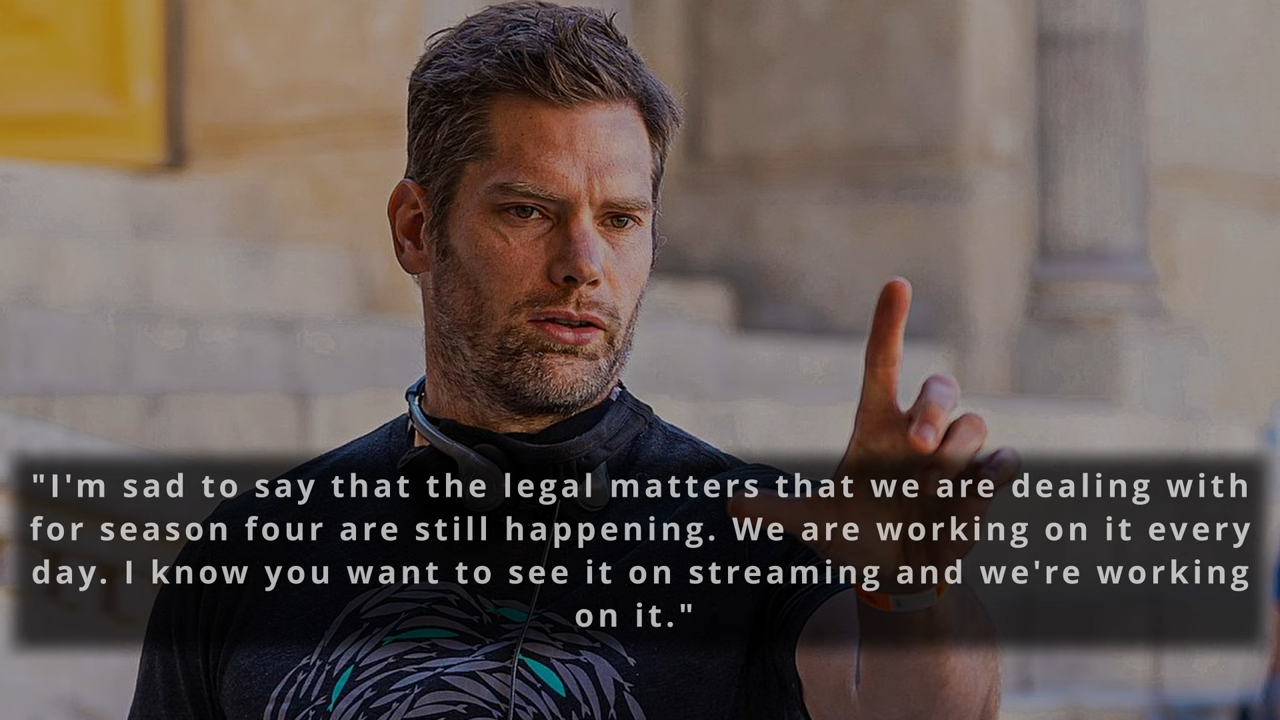 "I'm sad to say that the legal matters that we are dealing with
for season four are still happening. We are working on it every
day. I know you want to see it on streaming and we're working
on it."